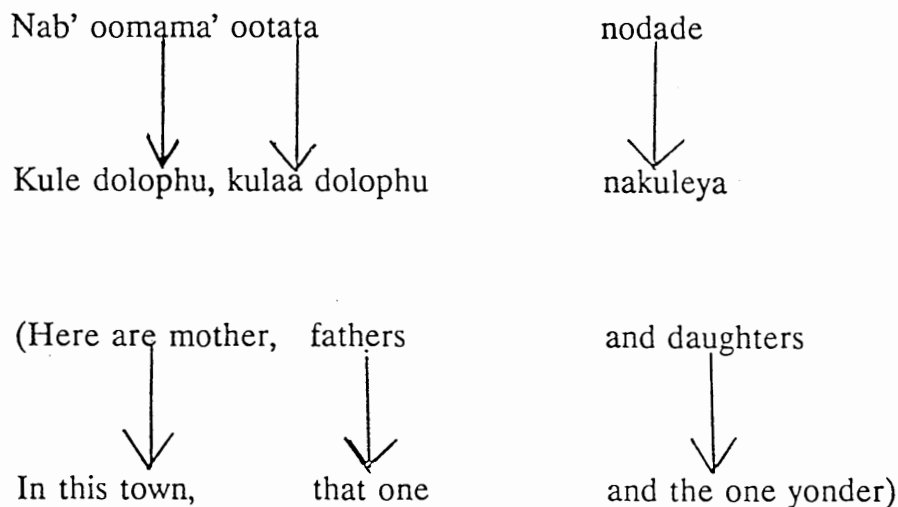 Nab' oomama' ootata nodade
Kule dolophu, kulaa dolophu nakuleya
(Here are mother, fathers and daughters
In this town, that one and the one yonder)